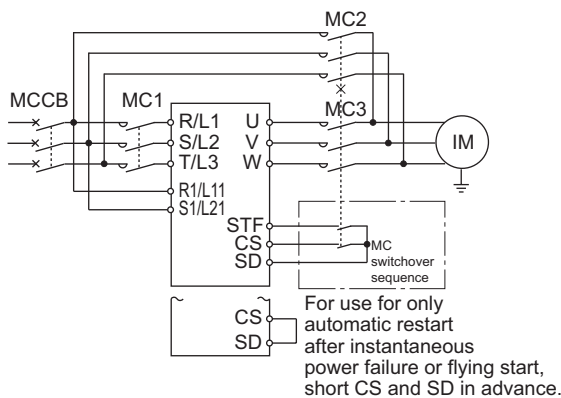 MC2
MCCB
MC1
MC3
R/L1
S/L2
T/L3
R1/L11
S1/L21
U
V
W
IM
STF
CS
SD
MC
switchover
sequence
CS
SD
For use for only
automatic restart
after instantaneous
power failure or flying start,
short CS and SD in advance.